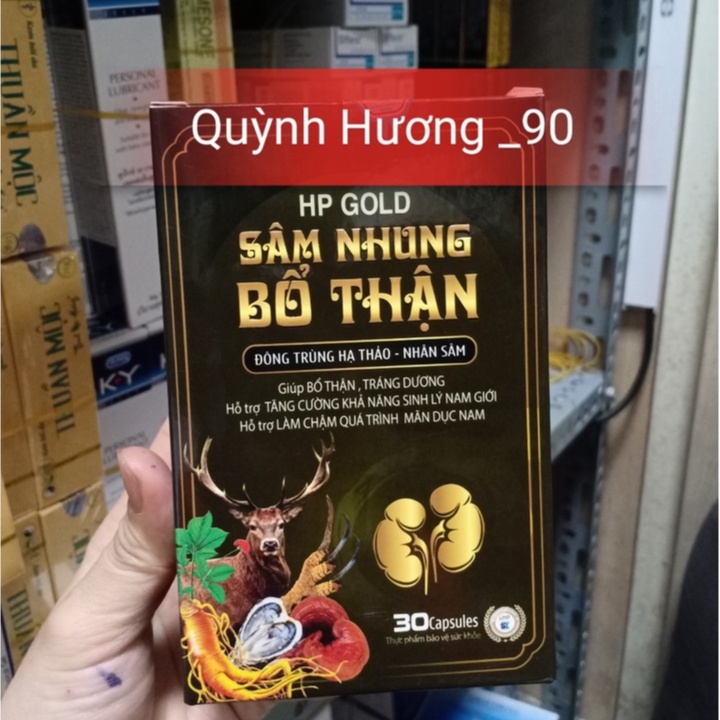 Quỳnh Hương _90
HP GOLD
SÂM NHUNG
BỔ THẬN
ĐÔNG TRÙNG HẠ THẢO - NHÂN SÂM
Giúp BỔ THẬN , TRÁNG DƯƠNG
Hỗ trợ TĂNG CƯỜNG KHẢ NĂNG SINH LÝ NAM GIỚI
Hỗ trợ LÀM CHẬM QUÁ TRÌNH MÃN DỤC NAM
30Capsules
Thực phẩm bảo vệ sức khỏe
THUẦN MỘC
THUẦN MỘC
THUẦN MỘC
PERSONAL
LUBRICANT
K-Y